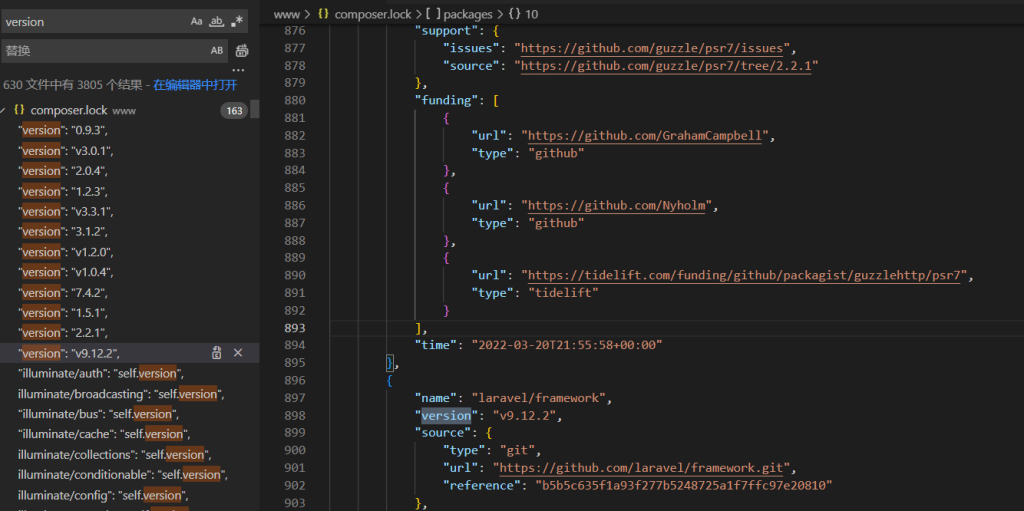 version
Aa ab .*
替换
AB
...
630 文件中有 3805 个结果 - 在编辑器中打开
{} composer.lock www 163
"version": "0.9.3",
"version": "v3.0.1",
"version": "2.0.4",
"version": "1.2.3",
"version": "v3.3.1",
"version": "3.1.2",
"version": "v1.2.0",
"version": "v1.0.4",
"version": "7.4.2",
"version": "1.5.1",
"version": "2.2.1",
"version": "v9.12.2",
"illuminate/auth": "self.version",
illuminate/broadcasting": "self.version",
"illuminate/bus": "self.version",
"illuminate/cache": "self.version",
illuminate/collections": "self.version",
illuminate/conditionable": "self.version",
illuminate/config": "self.version",
www > {} composer.lock > [ ] packages > {} 10
876 "support": {
877 "issues": "https://github.com/guzzle/psr7/issues",
878 "source": "https://github.com/guzzle/psr7/tree/2.2.1"
879 },
880 "funding": [
881 {
882 "url": "https://github.com/GrahamCampbell",
883 "type": "github"
884 },
885 {
886 "url": "https://github.com/Nyholm",
887 "type": "github"
888 },
889 {
890 "url": "https://tidelift.com/funding/github/packagist/guzzlehttp/psr7",
891 "type": "tidelift"
892 }
893 ],
894 "time": "2022-03-20T21:55:58+00:00"
895 },
896 {
897 "name": "laravel/framework",
898 "version": "v9.12.2",
899 "source": {
900 "type": "git",
901 "url": "https://github.com/laravel/framework.git",
902 "reference": "b5b5c635f1a93f277b5248725a1f7ffc97e20810"
903 },